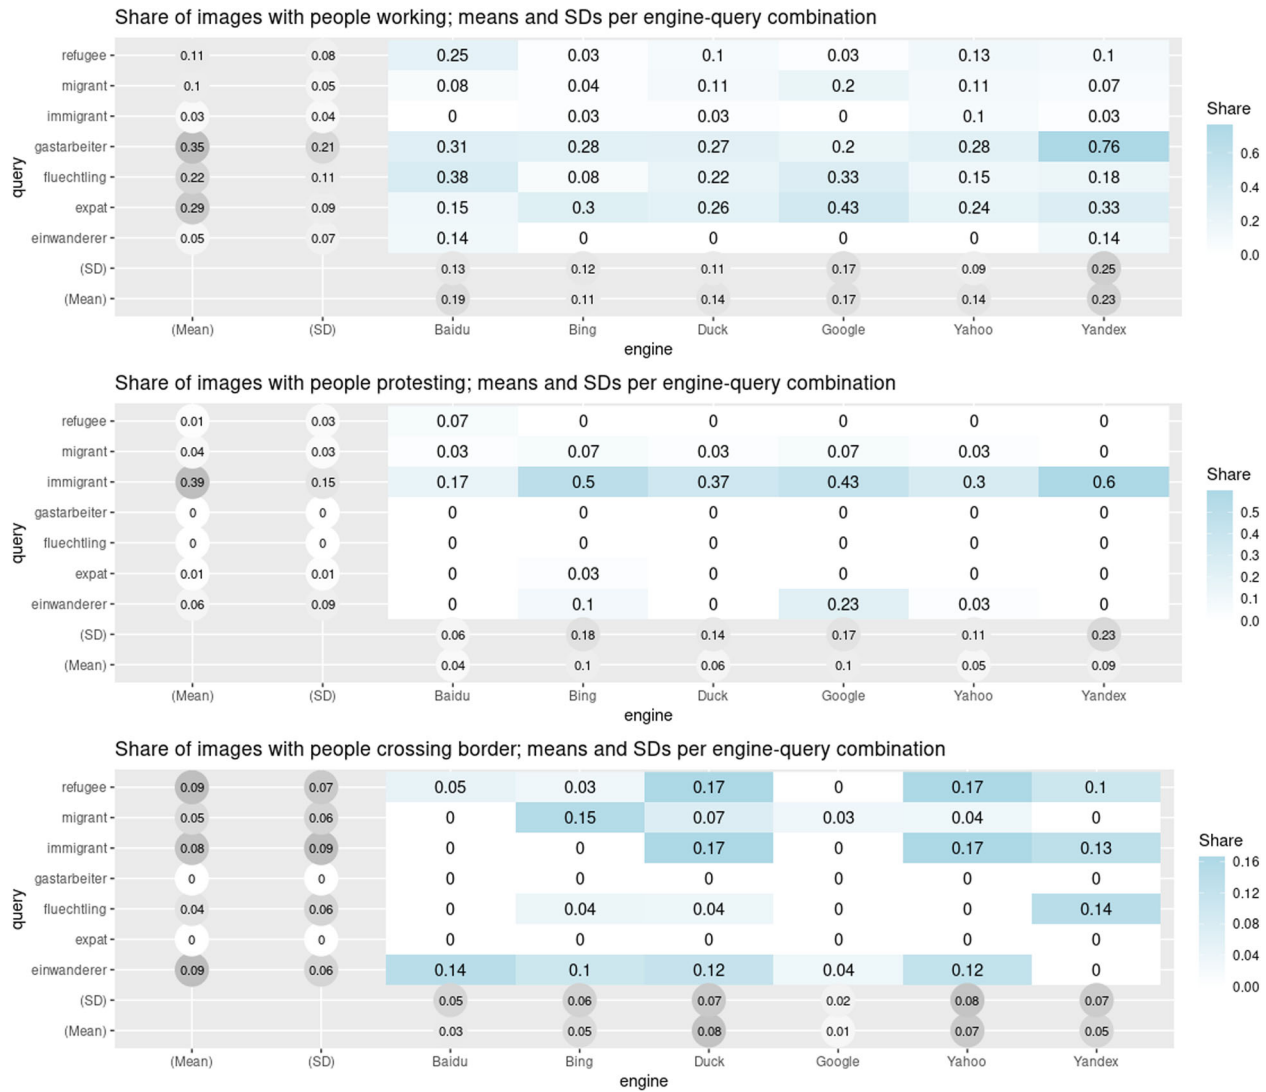 Share of images with people working; means and SDs per engine-query combination
refugee 0.11 0.08 0.25 0.03 0.1 0.03 0.13 0.1
migrant 0.1 0.05 0.08 0.04 0.11 0.2 0.11 0.07
immigrant 0.03 0.04 0 0.03 0.03 0 0.1 0.03
gastarbeiter 0.35 0.21 0.31 0.28 0.27 0.2 0.28 0.76
fluechtling 0.22 0.11 0.38 0.08 0.22 0.33 0.15 0.18
expat 0.29 0.09 0.15 0.3 0.26 0.43 0.24 0.33
einwanderer 0.05 0.07 0.14 0 0 0 0 0.14
(SD) 0.13 0.12 0.11 0.17 0.09 0.25
(Mean) 0.19 0.11 0.14 0.17 0.14 0.23
(Mean) (SD) Baidu Bing Duck Google Yahoo Yandex
engine
query
Share
0.6
0.4
0.2
0.0
Share of images with people protesting; means and SDs per engine-query combination
refugee 0.01 0.03 0.07 0 0 0 0 0
migrant 0.04 0.03 0.03 0.07 0.03 0.07 0.03 0
immigrant 0.39 0.15 0.17 0.5 0.37 0.43 0.3 0.6
gastarbeiter 0 0 0 0 0 0 0 0
fluechtling 0 0 0 0 0 0 0 0
expat 0.01 0.01 0 0.03 0 0 0 0
einwanderer 0.06 0.09 0 0.1 0 0.23 0.03 0
(SD) 0.06 0.18 0.14 0.17 0.11 0.23
(Mean) 0.04 0.1 0.06 0.1 0.05 0.09
(Mean) (SD) Baidu Bing Duck Google Yahoo Yandex
engine
query
Share
0.5
0.4
0.3
0.2
0.1
0.0
Share of images with people crossing border; means and SDs per engine-query combination
refugee 0.09 0.07 0.05 0.03 0.17 0 0.17 0.1
migrant 0.05 0.06 0 0.15 0.07 0.03 0.04 0
immigrant 0.08 0.09 0 0 0.17 0 0.17 0.13
gastarbeiter 0 0 0 0 0 0 0 0
fluechtling 0.04 0.06 0 0.04 0.04 0 0 0.14
expat 0 0 0 0 0 0 0 0
einwanderer 0.09 0.06 0.14 0.1 0.12 0.04 0.12 0
(SD) 0.05 0.06 0.07 0.02 0.08 0.07
(Mean) 0.03 0.05 0.08 0.01 0.07 0.05
(Mean) (SD) Baidu Bing Duck Google Yahoo Yandex
engine
query
Share
0.16
0.12
0.08
0.04
0.00